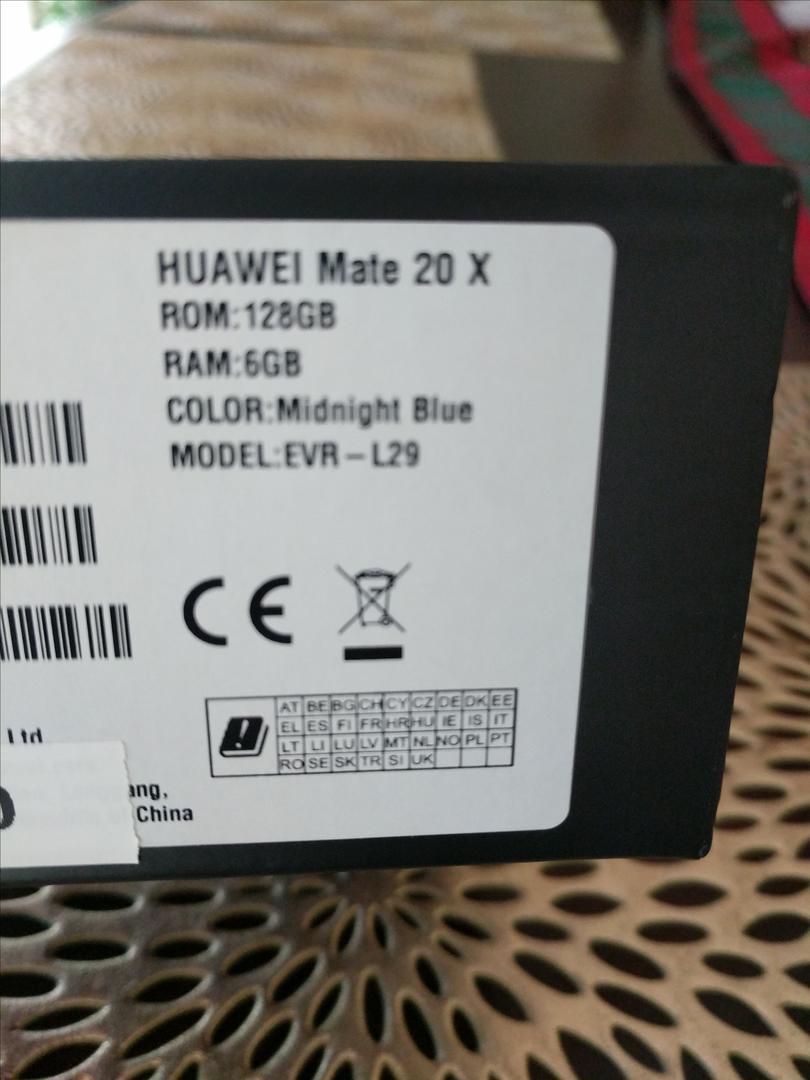 HUAWEI Mate 20 X
ROM:128GB
RAM:6GB
COLOR:Midnight Blue
MODEL:EVR-L29
CE
AT BE BG CH CY CZ DE DK EE
EL ES FI FR HR HU IE IS IT
LT LI LU LV MT NL NO PL PT
RO SE SK TR SI UK
Ltd
ang,
China